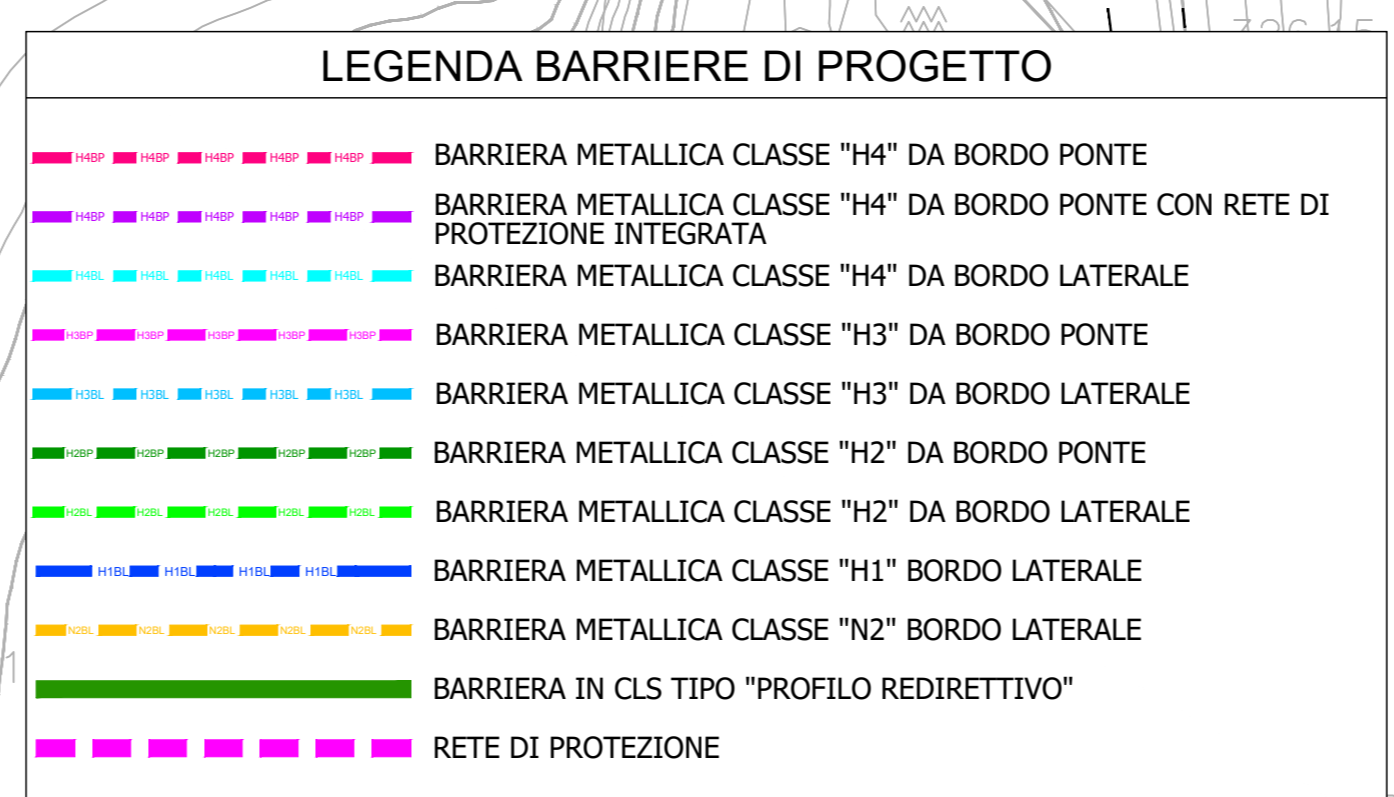 726.15
LEGENDA BARRIERE DI PROGETTO
H4BP H4BP H4BP H4BP H4BP BARRIERA METALLICA CLASSE "H4" DA BORDO PONTE
H4BP H4BP H4BP H4BP H4BP BARRIERA METALLICA CLASSE "H4" DA BORDO PONTE CON RETE DI
PROTEZIONE INTEGRATA
H4BL H4BL H4BL H4BL H4BL BARRIERA METALLICA CLASSE "H4" DA BORDO LATERALE
H3BP H3BP H3BP H3BP H3BP BARRIERA METALLICA CLASSE "H3" DA BORDO PONTE
H3BL H3BL H3BL H3BL H3BL BARRIERA METALLICA CLASSE "H3" DA BORDO LATERALE
H2BP H2BP H2BP H2BP H2BP BARRIERA METALLICA CLASSE "H2" DA BORDO PONTE
H2BL H2BL H2BL H2BL H2BL BARRIERA METALLICA CLASSE "H2" DA BORDO LATERALE
H1BL H1BL H1BL H1BL BARRIERA METALLICA CLASSE "H1" BORDO LATERALE
N2BL N2BL N2BL N2BL N2BL BARRIERA METALLICA CLASSE "N2" BORDO LATERALE
BARRIERA IN CLS TIPO "PROFILO REDIRETTIVO"
RETE DI PROTEZIONE